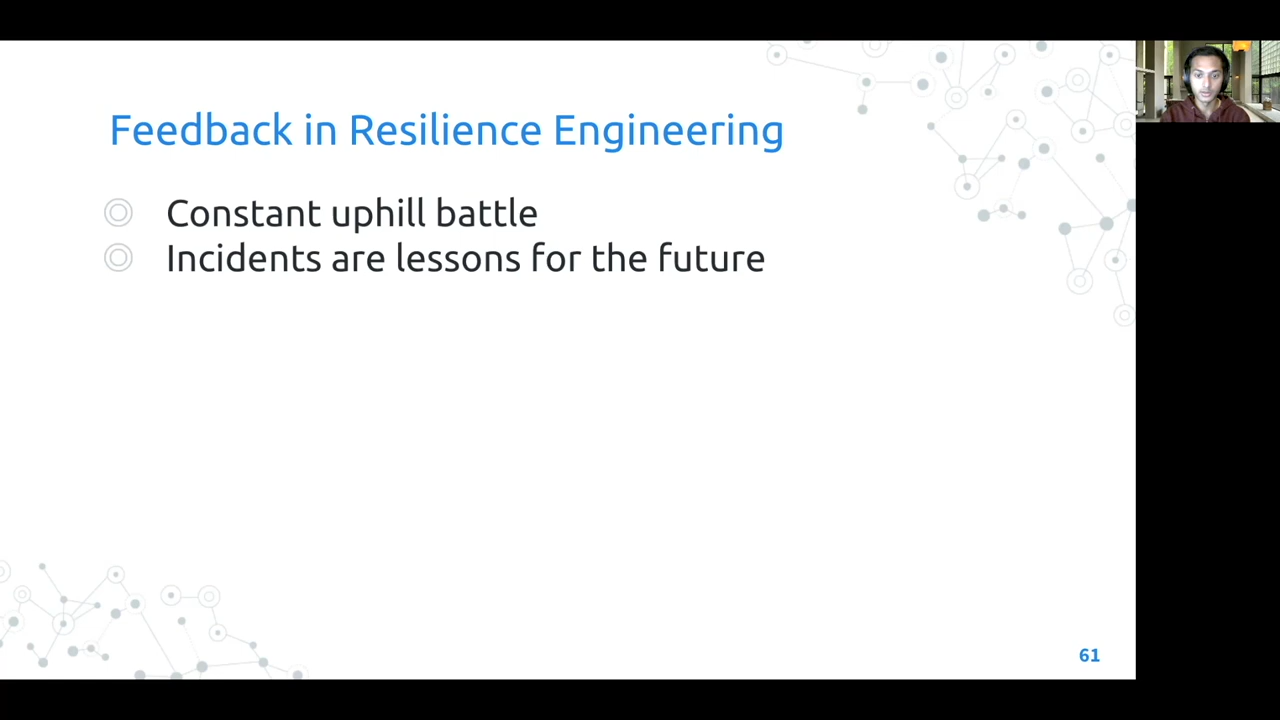 Feedback in Resilience Engineering
Constant uphill battle
Incidents are lessons for the future
61